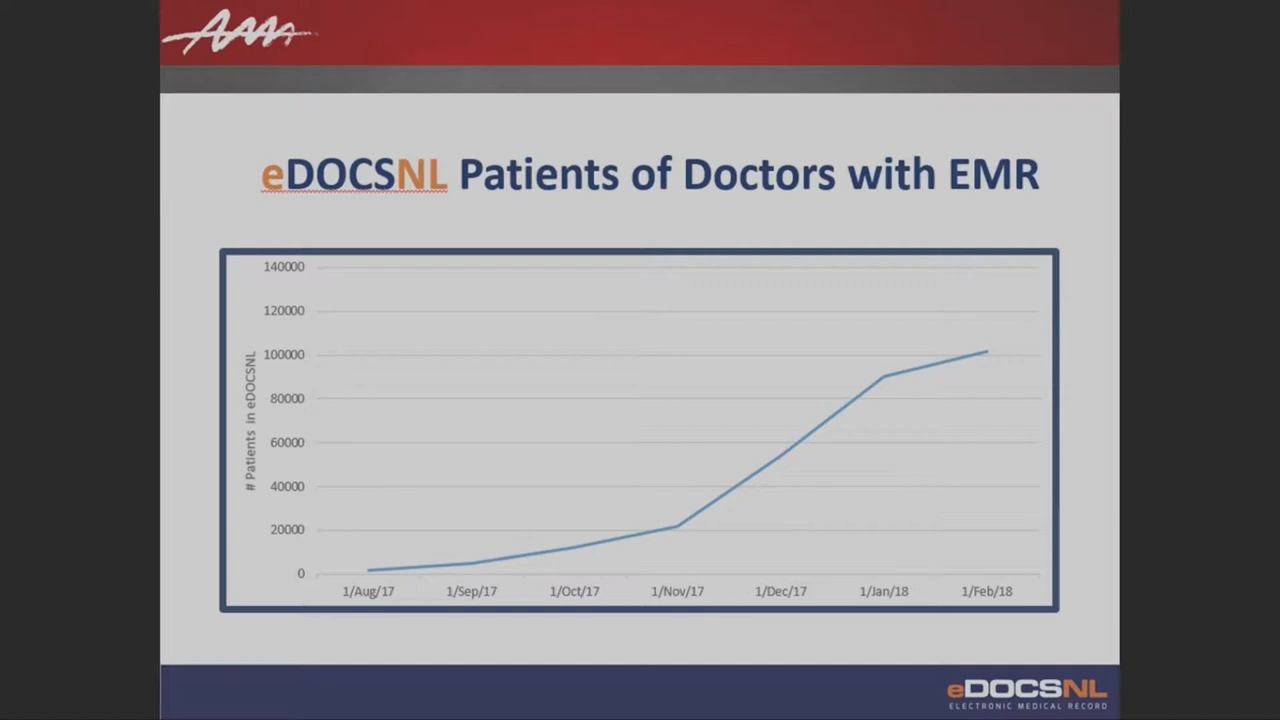 eDOCSNL Patients of Doctors with EMR
140000
120000
100000
80000
60000
40000
20000
0
# Patients in eDOCSNL
1/Aug/17 1/Sep/17 1/Oct/17 1/Nov/17 1/Dec/17 1/Jan/18 1/Feb/18
eDOCSNL
ELECTRONIC MEDICAL RECORD